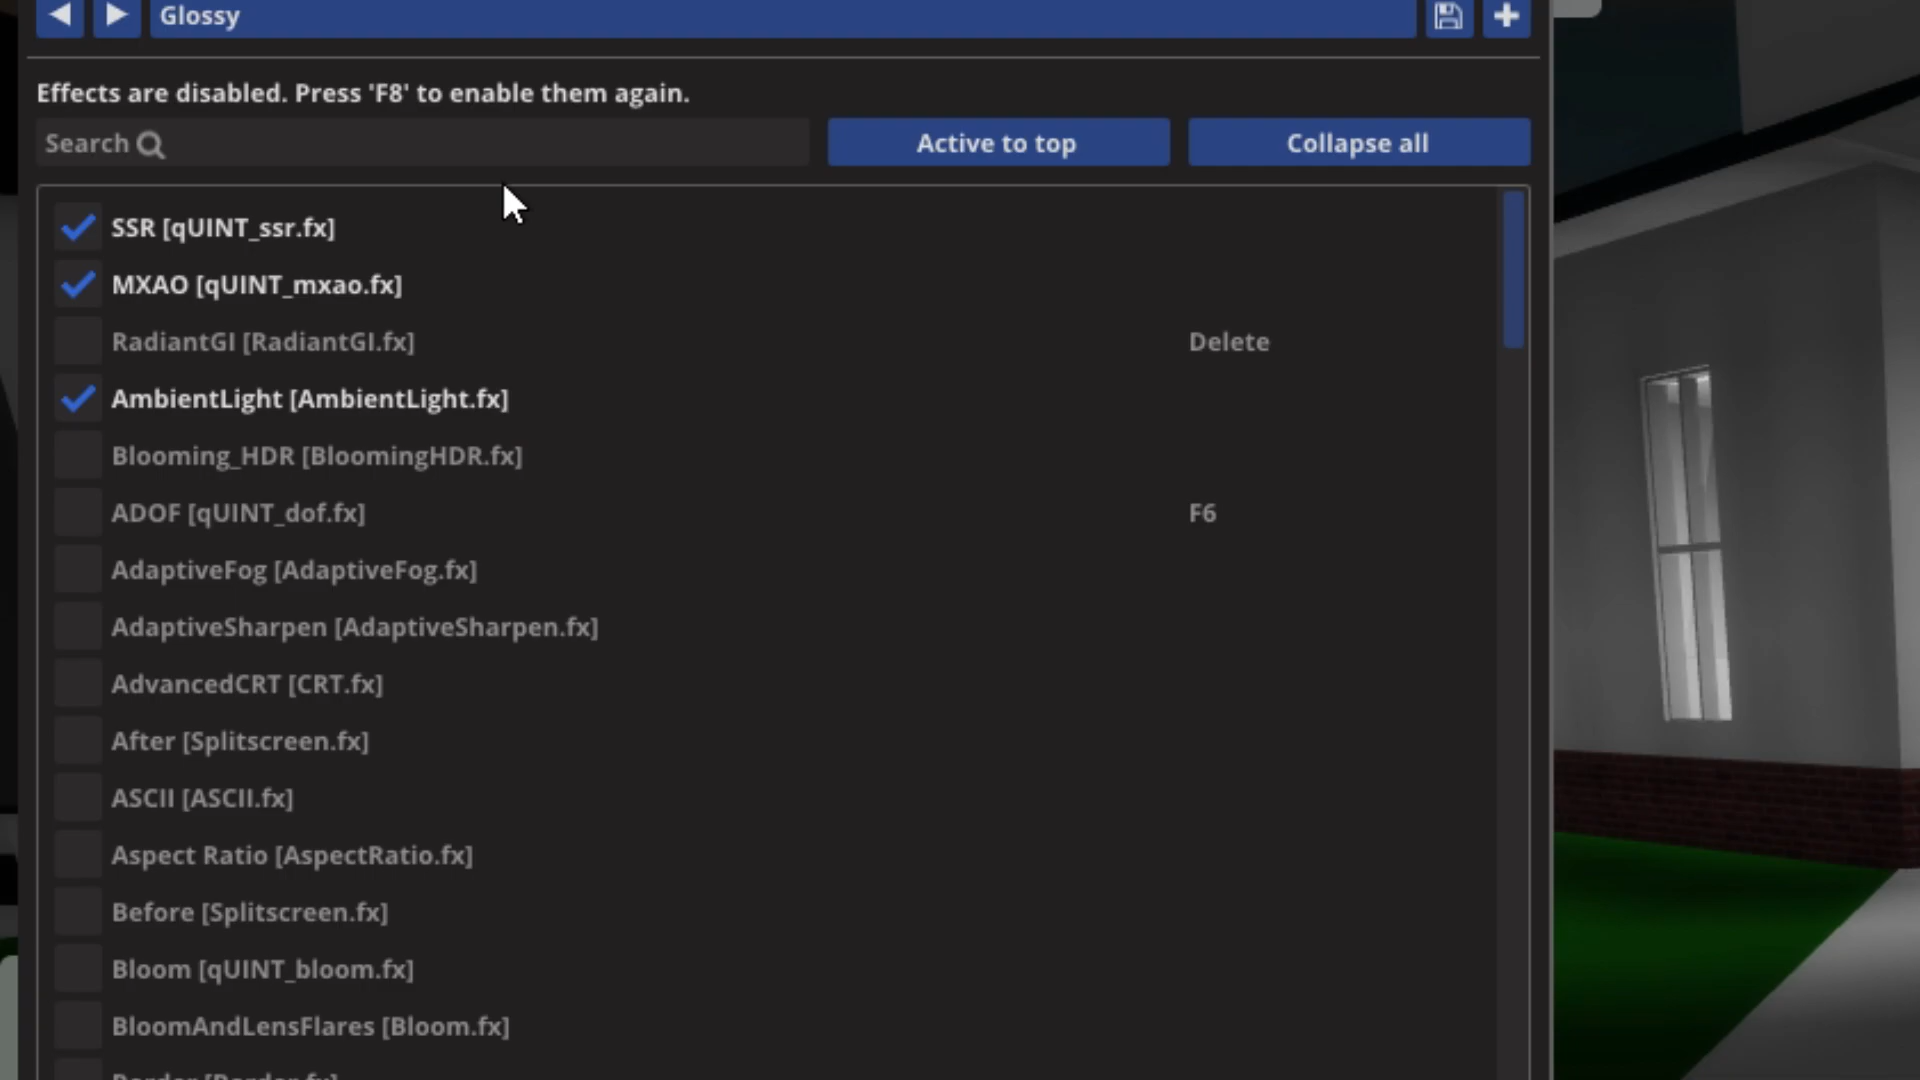 Glossy
Effects are disabled. Press 'F8' to enable them again.
Search
Active to top
Collapse all
SSR [qUINT_ssr.fx]
MXAO [qUINT_mxao.fx]
RadiantGI [RadiantGI.fx] Delete
AmbientLight [AmbientLight.fx]
Blooming_HDR [BloomingHDR.fx]
ADOF [qUINT_dof.fx] F6
AdaptiveFog [AdaptiveFog.fx]
AdaptiveSharpen [AdaptiveSharpen.fx]
AdvancedCRT [CRT.fx]
After [Splitscreen.fx]
ASCII [ASCII.fx]
Aspect Ratio [AspectRatio.fx]
Before [Splitscreen.fx]
Bloom [qUINT_bloom.fx]
BloomAndLensFlares [Bloom.fx]